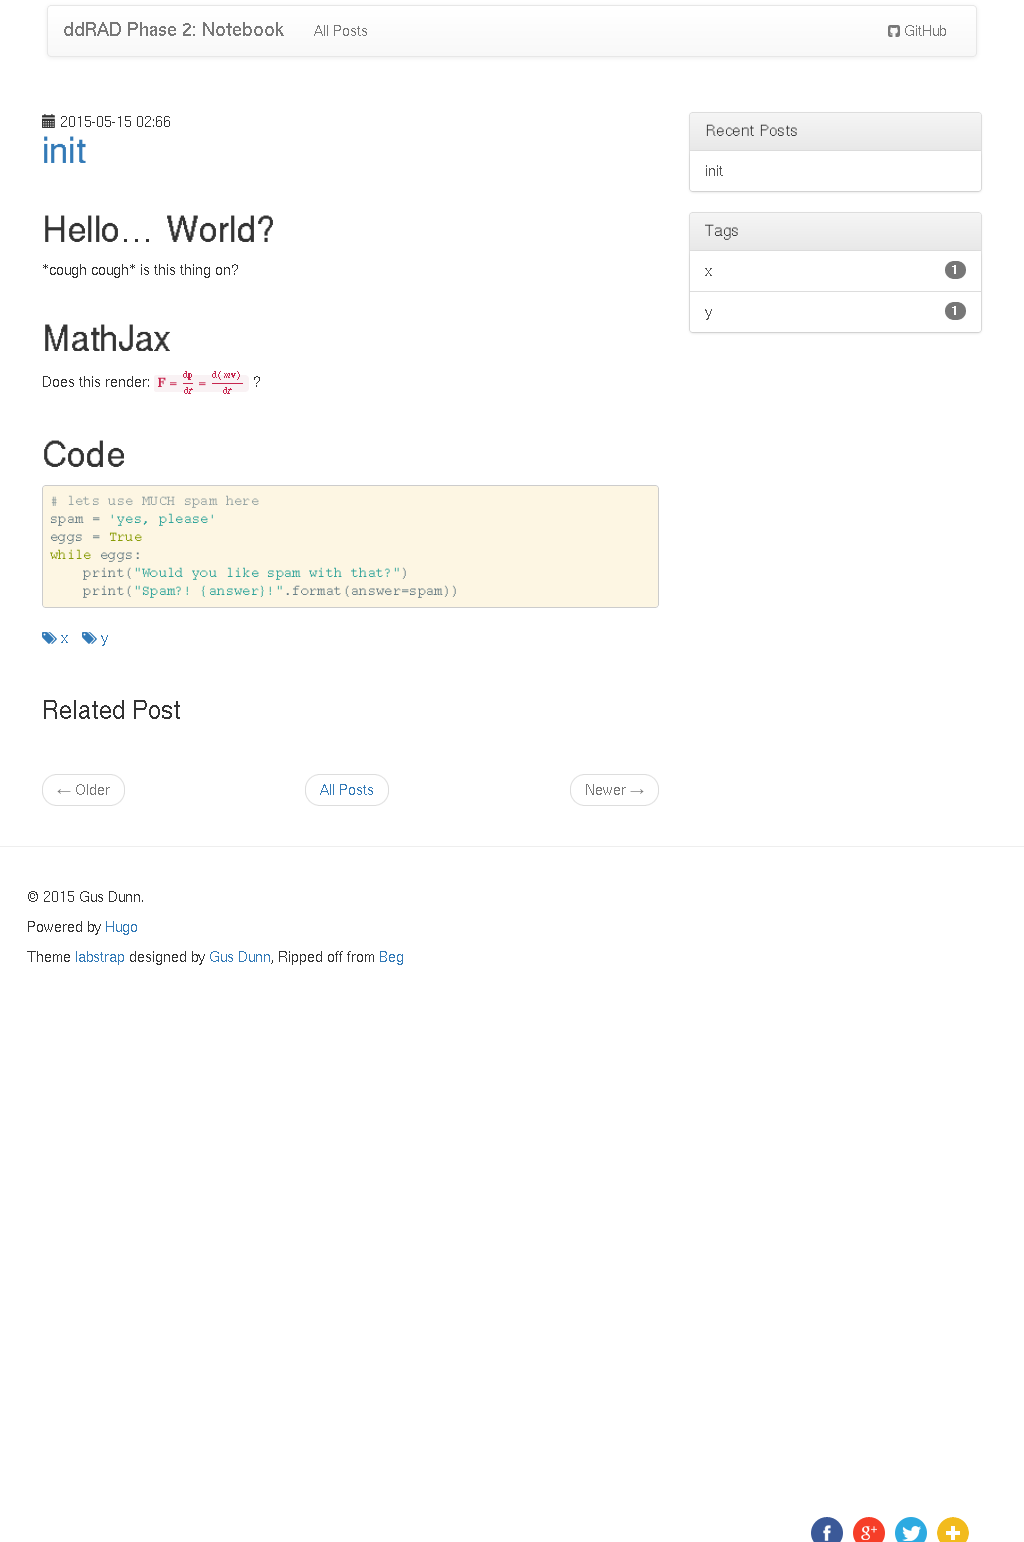 ddRAD Phase 2: Notebook All Posts GitHub
2015-05-15 02:66
init
Hello… World?
*cough cough* is this thing on?
MathJax
Does this render: F = dp/dt = d(mv)/dt ?
Code
# lets use MUCH spam here
spam = 'yes, please'
eggs = True
while eggs:
    print("Would you like spam with that?")
    print("Spam?! {answer}!".format(answer=spam))
x y
Related Post
← Older All Posts Newer →
Recent Posts
init
Tags
x 1
y 1
© 2015 Gus Dunn.
Powered by Hugo
Theme labstrap designed by Gus Dunn, Ripped off from Beg
f g+